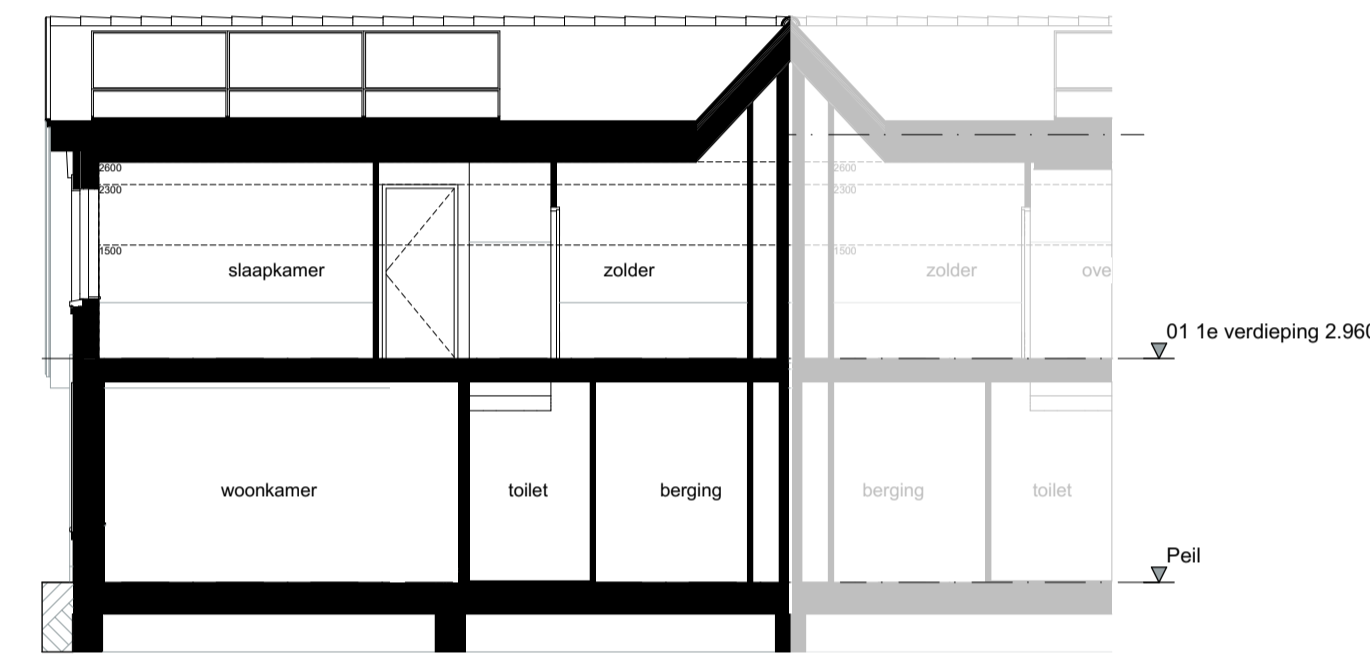 2600
2300
1500
slaapkamer
zolder
2600
2300
1500
zolder
ove
01 1e verdieping 2.960
woonkamer
toilet
berging
berging
toilet
Peil